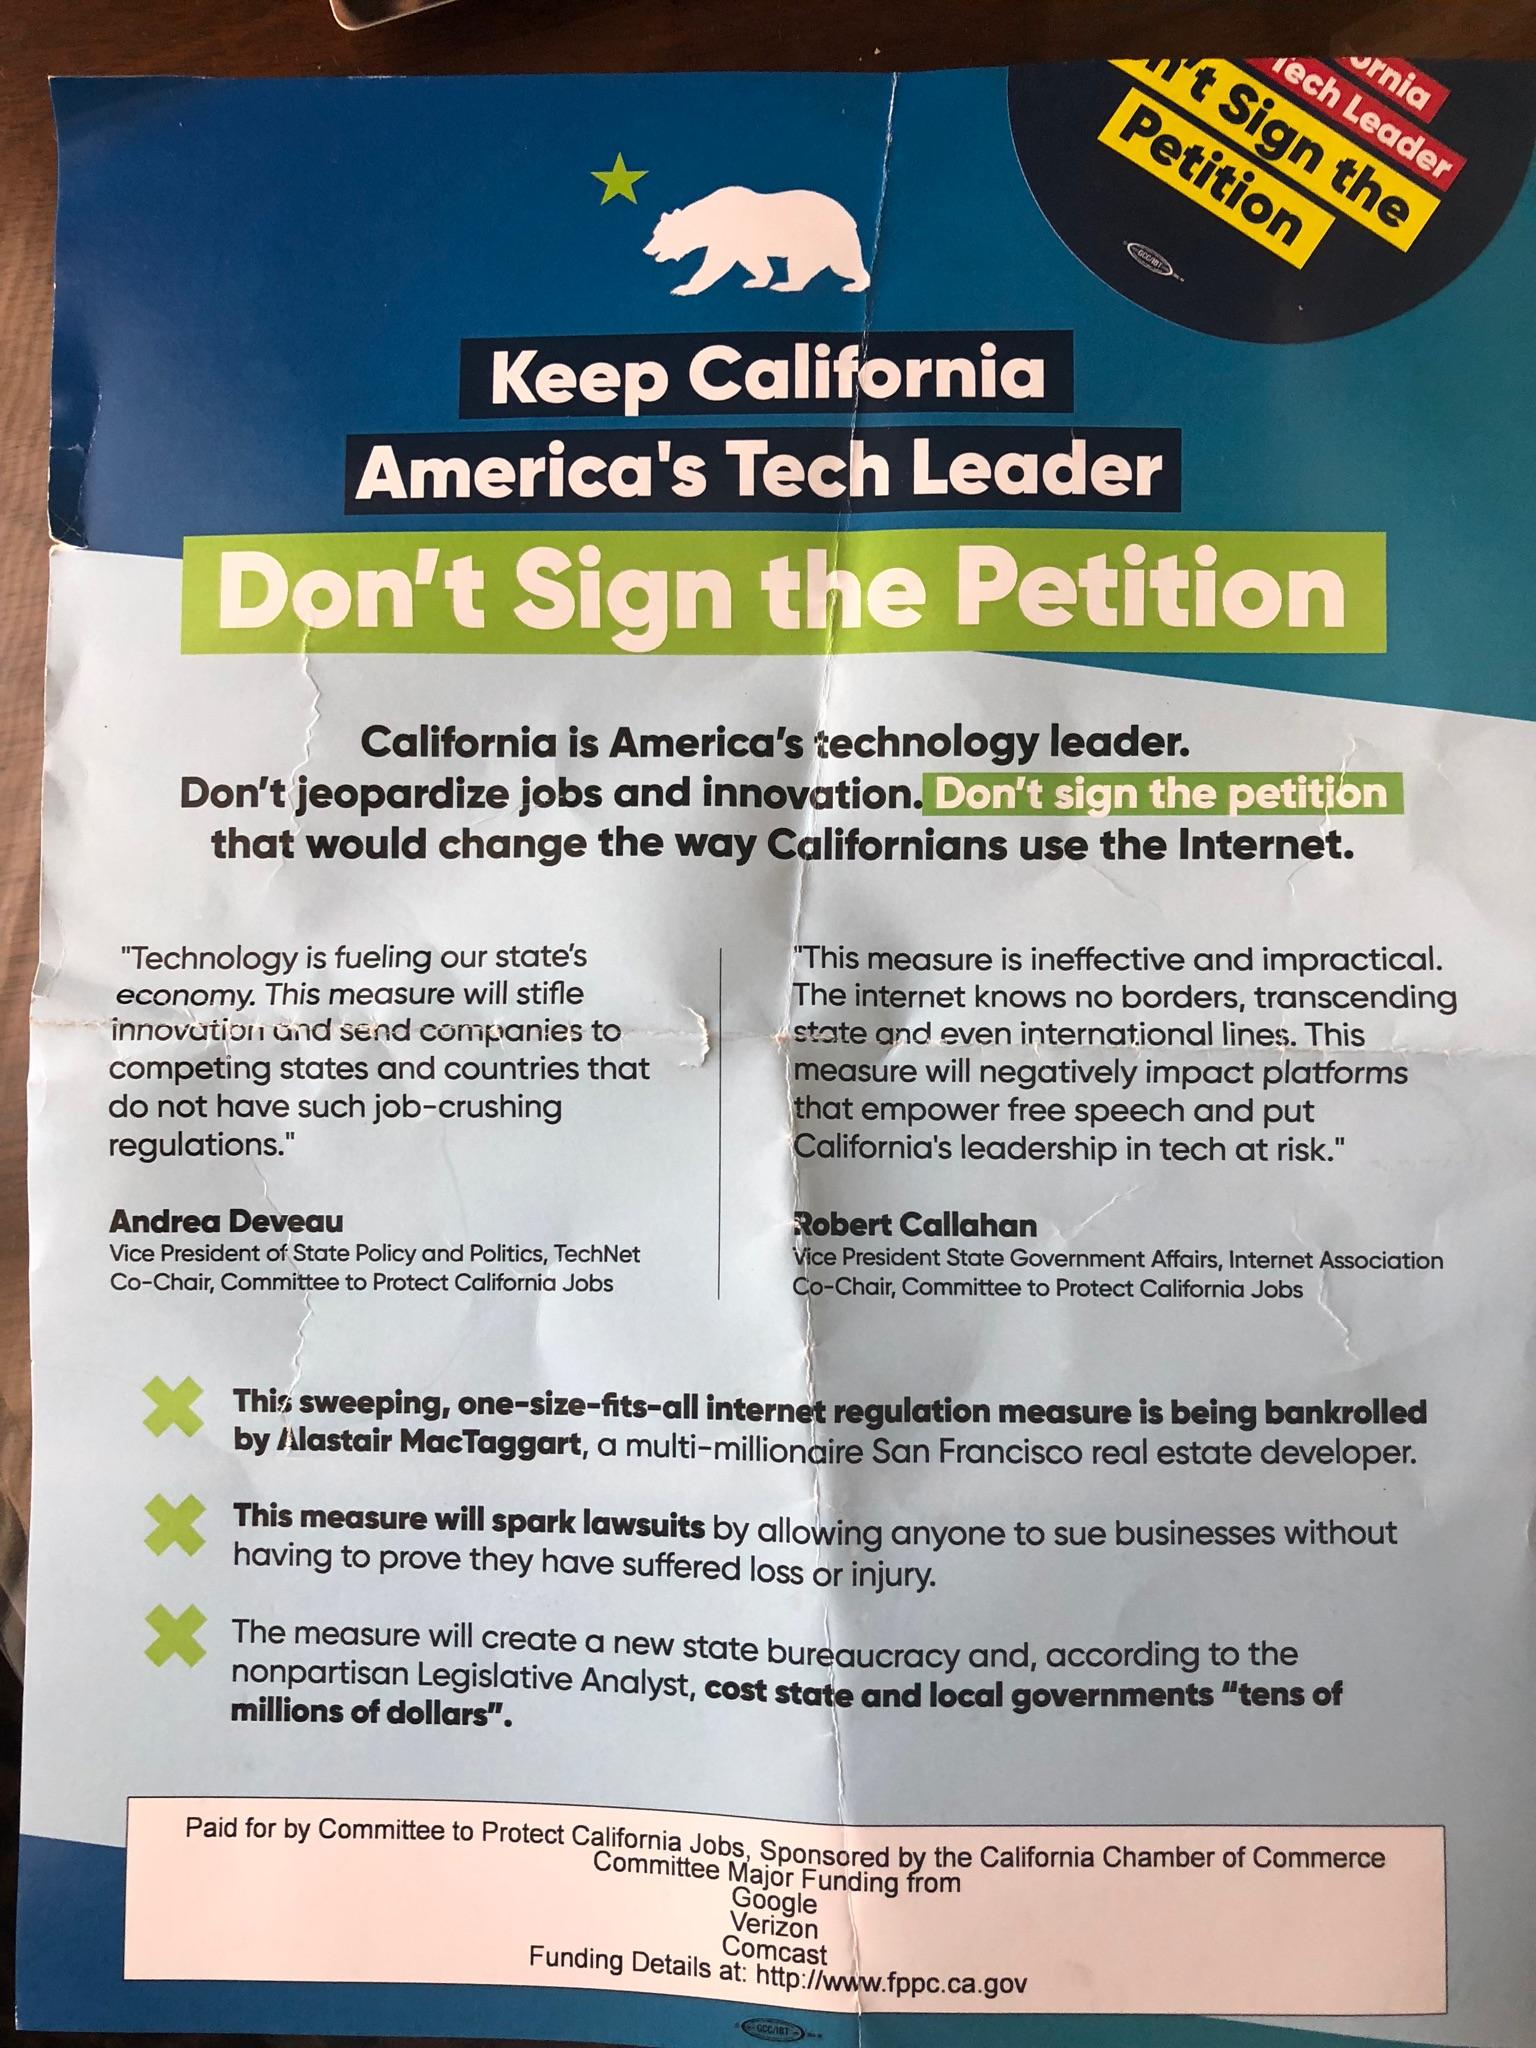 ornia
Tech Leader
n't Sign the
Petition
GCC/IBT
Keep California
America's Tech Leader
Don't Sign the Petition
California is America's technology leader.
Don't jeopardize jobs and innovation. Don't sign the petition
that would change the way Californians use the Internet.
"Technology is fueling our state's
economy. This measure will stifle
innovation and send companies to
competing states and countries that
do not have such job-crushing
regulations."
Andrea Deveau
Vice President of State Policy and Politics, TechNet
Co-Chair, Committee to Protect California Jobs
"This measure is ineffective and impractical.
The internet knows no borders, transcending
state and even international lines. This
measure will negatively impact platforms
that empower free speech and put
California's leadership in tech at risk."
Robert Callahan
Vice President State Government Affairs, Internet Association
Co-Chair, Committee to Protect California Jobs
This sweeping, one-size-fits-all internet regulation measure is being bankrolled
by Alastair MacTaggart, a multi-millionaire San Francisco real estate developer.
This measure will spark lawsuits by allowing anyone to sue businesses without
having to prove they have suffered loss or injury.
The measure will create a new state bureaucracy and, according to the
nonpartisan Legislative Analyst, cost state and local governments "tens of
millions of dollars".
Paid for by Committee to Protect California Jobs, Sponsored by the California Chamber of Commerce
Committee Major Funding from
Google
Verizon
Comcast
Funding Details at: http://www.fppc.ca.gov
GCC/IBT